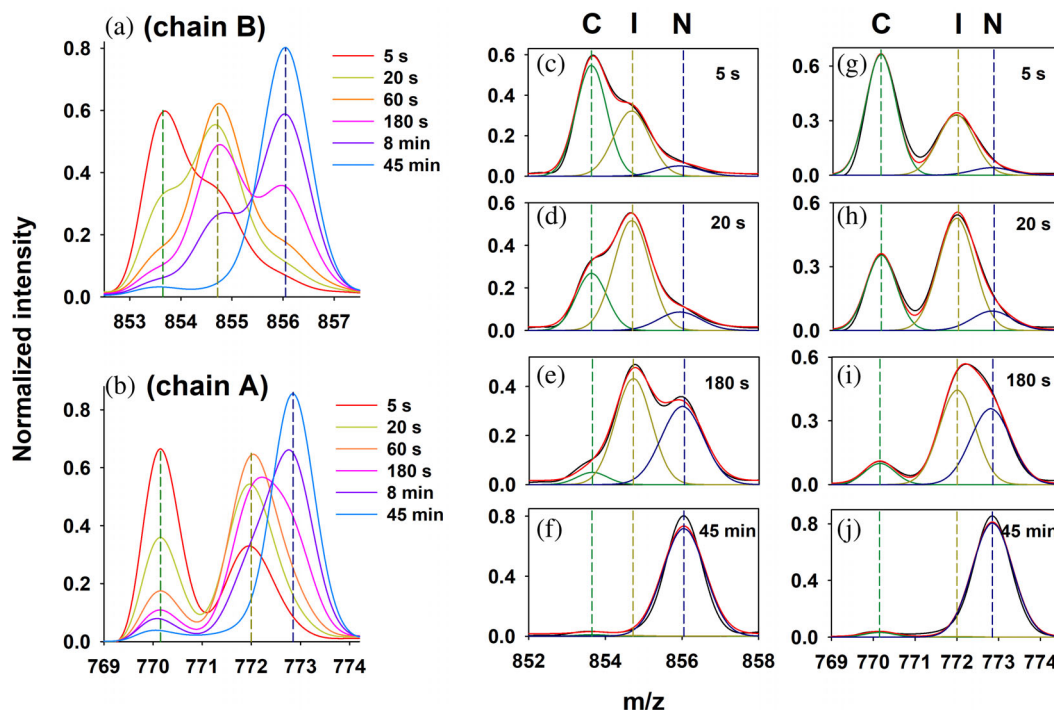 (a) (chain B)
0.8
0.6
0.4
0.2
0.0
5 s
20 s
60 s
180 s
8 min
45 min
853 854 855 856 857
(b) (chain A)
0.8
0.6
0.4
0.2
0.0
5 s
20 s
60 s
180 s
8 min
45 min
769 770 771 772 773 774
Normalized intensity
C I N
(c) 5 s
0.6
0.4
0.2
0.0
(d) 20 s
0.6
0.4
0.2
0.0
(e) 180 s
0.4
0.2
0.0
(f) 45 min
0.8
0.4
0.0
852 854 856 858
C I N
(g) 5 s
0.6
0.3
0.0
(h) 20 s
0.6
0.3
0.0
(i) 180 s
0.6
0.3
0.0
(j) 45 min
0.8
0.4
0.0
769 770 771 772 773 774
m/z